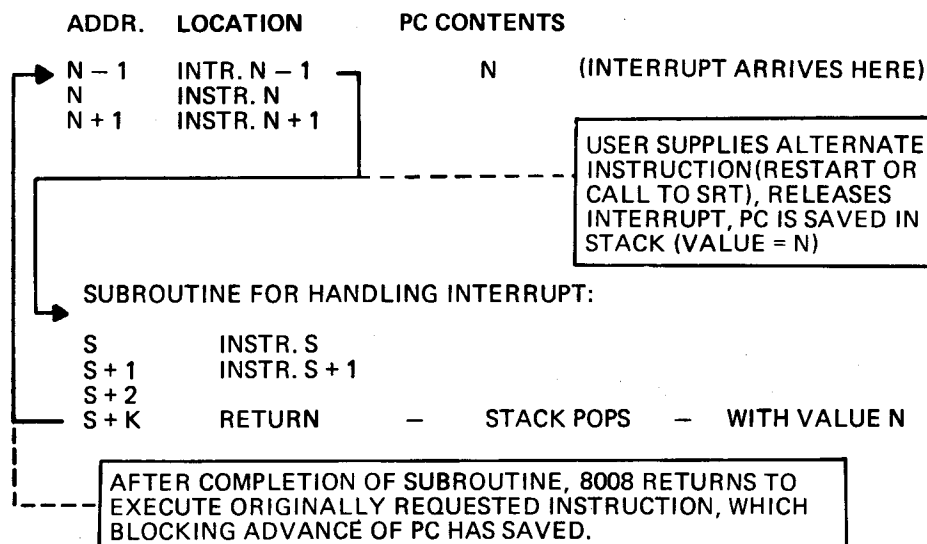 ADDR. LOCATION PC CONTENTS
N – 1 INTR. N – 1 N (INTERRUPT ARRIVES HERE)
N INSTR. N
N + 1 INSTR. N + 1
USER SUPPLIES ALTERNATE
INSTRUCTION(RESTART OR
CALL TO SRT), RELEASES
INTERRUPT, PC IS SAVED IN
STACK (VALUE = N)
SUBROUTINE FOR HANDLING INTERRUPT:
S INSTR. S
S + 1 INSTR. S + 1
S + 2
S + K RETURN – STACK POPS – WITH VALUE N
AFTER COMPLETION OF SUBROUTINE, 8008 RETURNS TO
EXECUTE ORIGINALLY REQUESTED INSTRUCTION, WHICH
BLOCKING ADVANCE OF PC HAS SAVED.